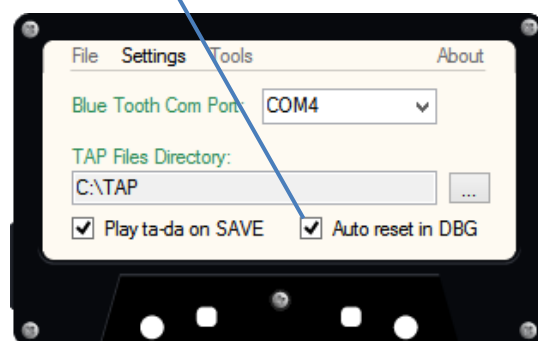 File Settings Tools About
Blue Tooth Com Port: COM4
TAP Files Directory:
C:\TAP ...
Play ta-da on SAVE Auto reset in DBG